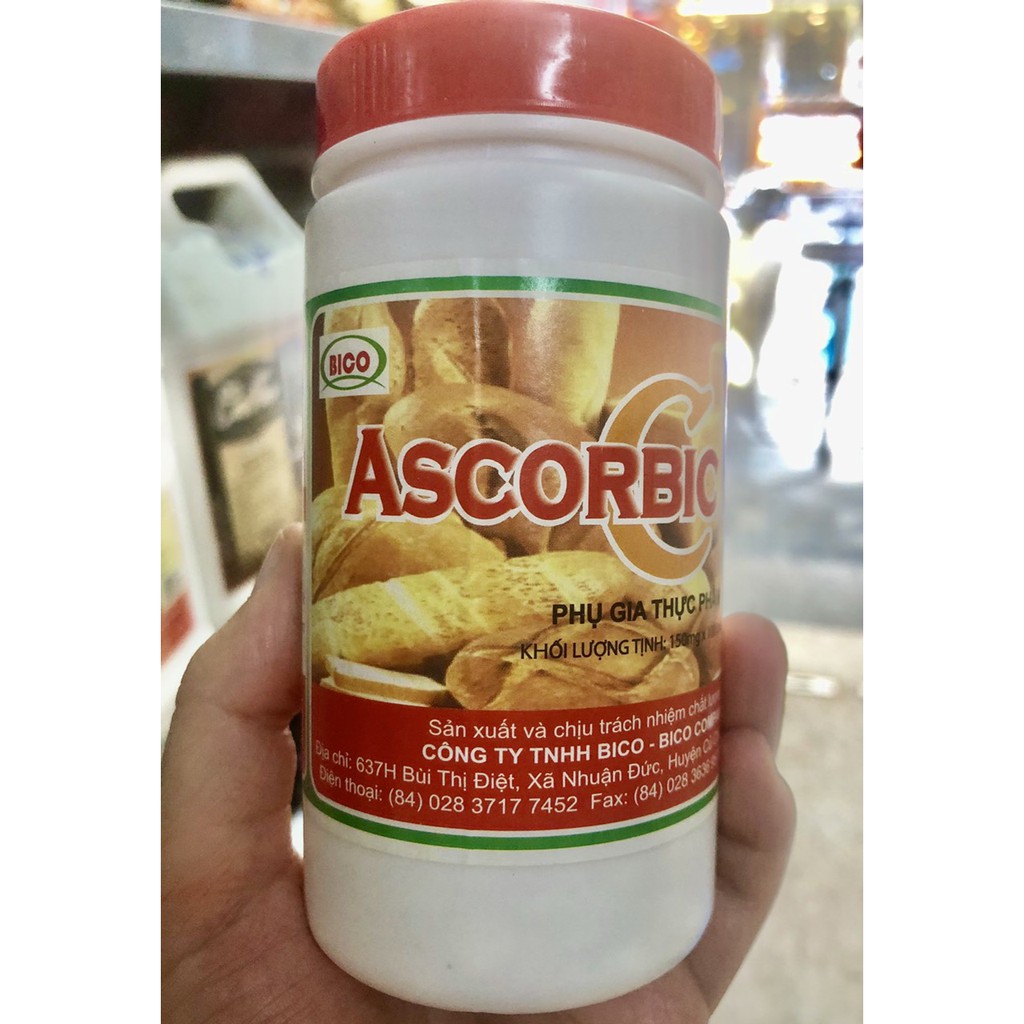 BICO
ASCORBIC
C
PHỤ GIA THỰC
KHỐI LƯỢNG TỊNH: 150mg x
Sản xuất và chịu trách nhiệm chất
CÔNG TY TNHH BICO - BICO
Địa chỉ: 637H Bùi Thị Điệt, Xã Nhuận Đức, Huyện Củ
Điện thoại: (84) 028 3717 7452 Fax: (84) 028 3636